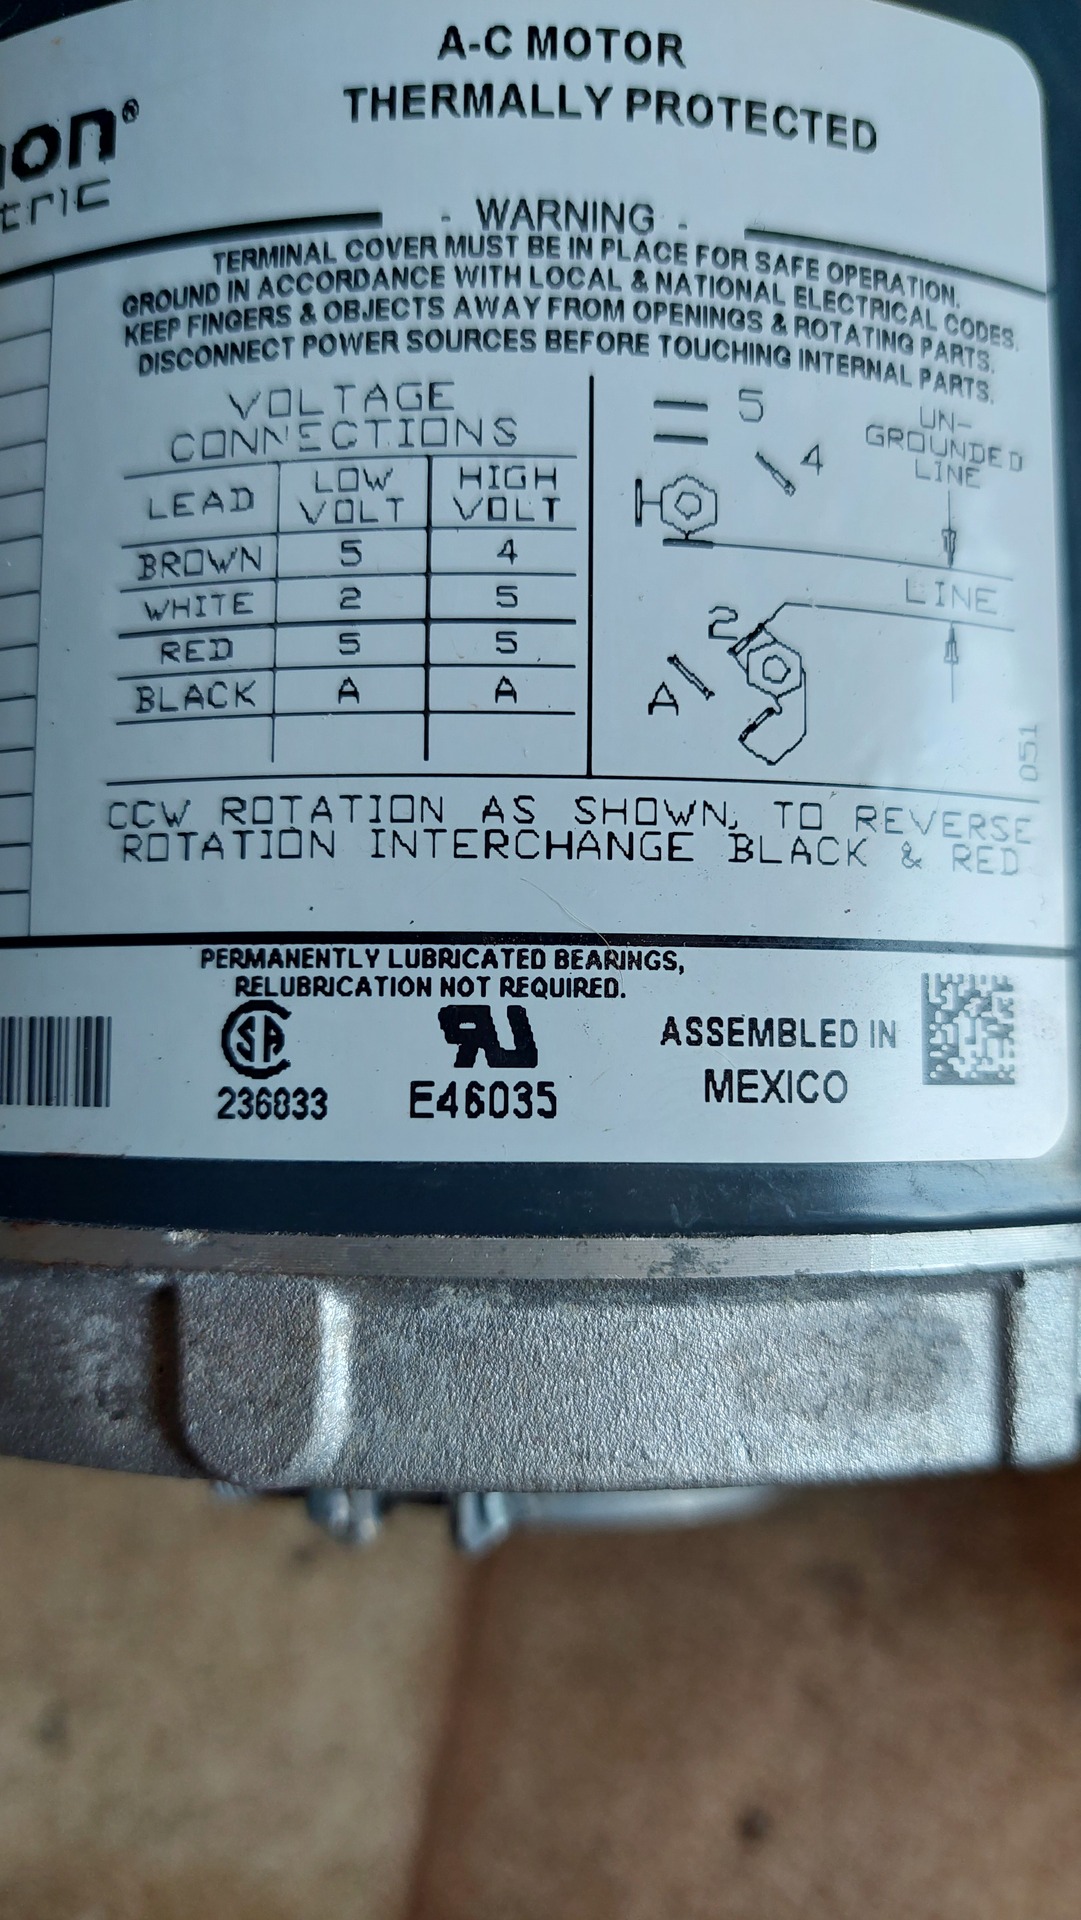 A-C MOTOR
THERMALLY PROTECTED
- WARNING -
TERMINAL COVER MUST BE IN PLACE FOR SAFE OPERATION.
GROUND IN ACCORDANCE WITH LOCAL & NATIONAL ELECTRICAL CODES.
KEEP FINGERS & OBJECTS AWAY FROM OPENINGS & ROTATING PARTS.
DISCONNECT POWER SOURCES BEFORE TOUCHING INTERNAL PARTS.
VOLTAGE
CONNECTIONS
LEAD LOW VOLT HIGH VOLT
BROWN 5 4
WHITE 2 5
RED 5 5
BLACK A A
5
4
UN-
GROUNDED
LINE
LINE
2
A
051
CCW ROTATION AS SHOWN, TO REVERSE
ROTATION INTERCHANGE BLACK & RED
PERMANENTLY LUBRICATED BEARINGS,
RELUBRICATION NOT REQUIRED.
236833
E46035
ASSEMBLED IN
MEXICO